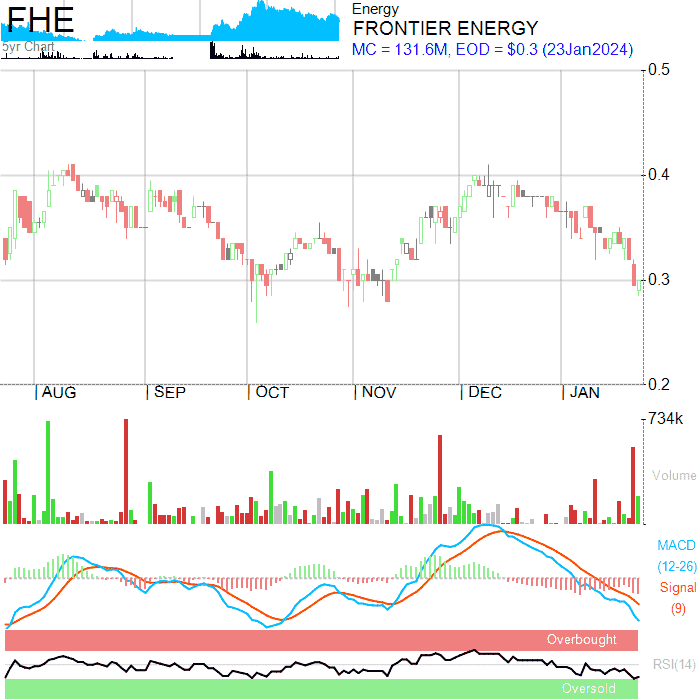 FHE
5yr Chart
Energy
FRONTIER ENERGY
MC = 131.6M, EOD = $0.3 (23Jan2024)
0.5
0.4
0.3
0.2
AUG SEP OCT NOV DEC JAN
734k
Volume
MACD
(12-26)
Signal
(9)
Overbought
RSI(14)
Oversold